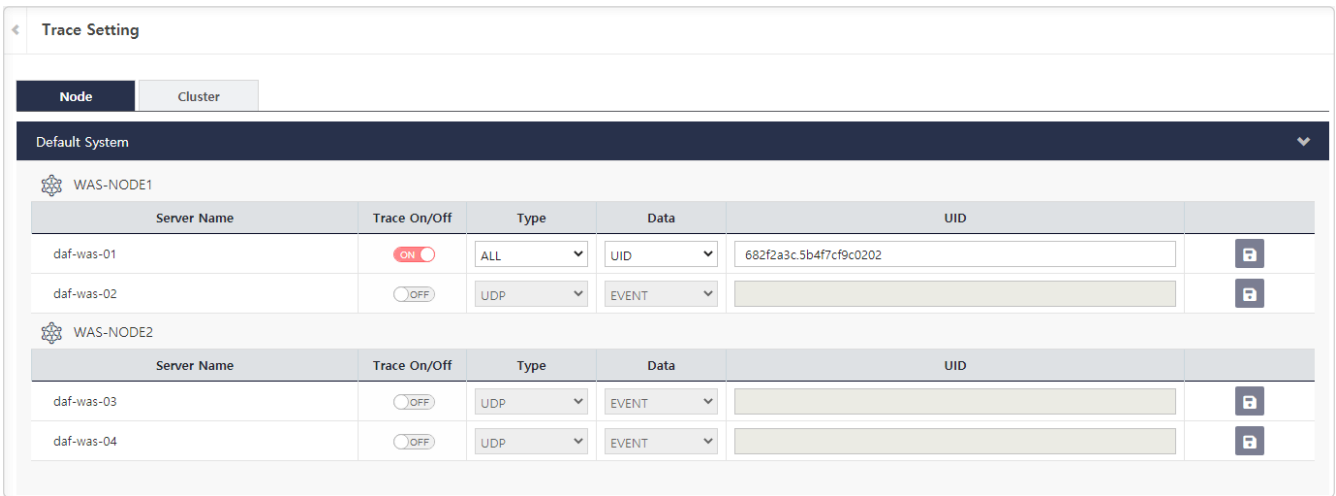 Trace Setting
Node Cluster
Default System
WAS-NODE1
Server Name Trace On/Off Type Data UID
daf-was-01 ON ALL UID 682f2a3c.5b4f7cf9c0202
daf-was-02 OFF UDP EVENT
WAS-NODE2
Server Name Trace On/Off Type Data UID
daf-was-03 OFF UDP EVENT
daf-was-04 OFF UDP EVENT